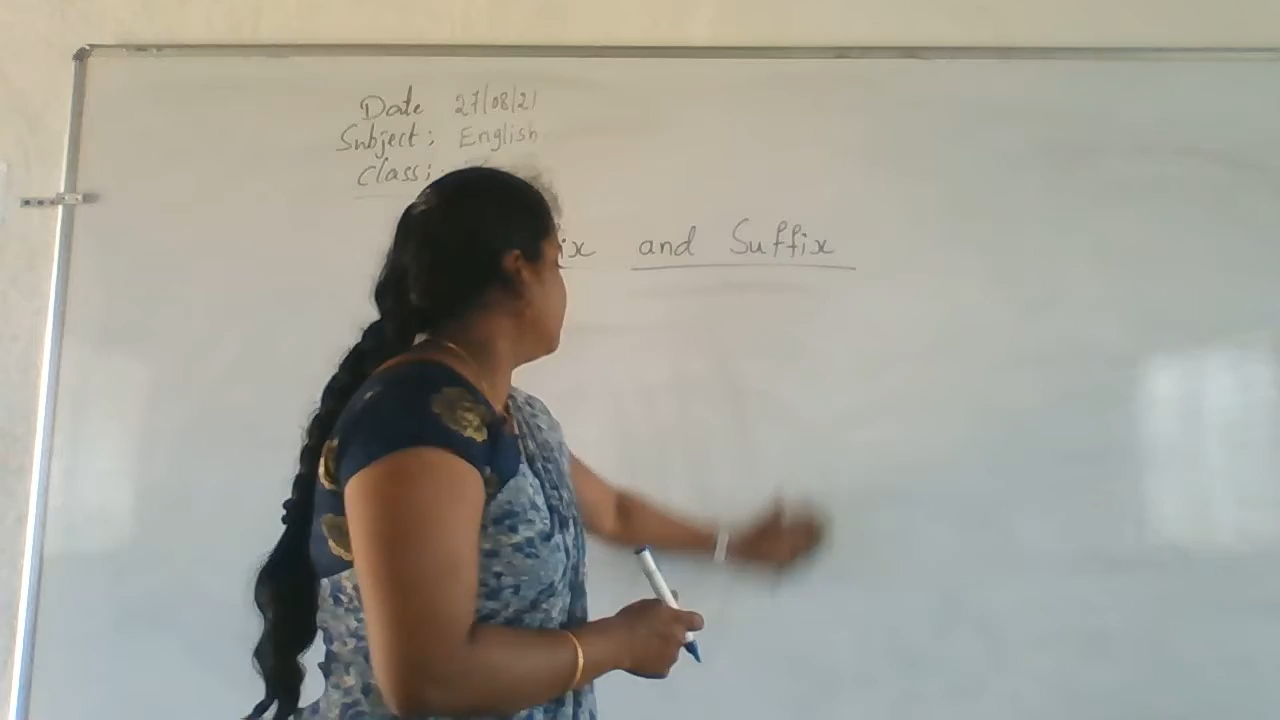 Date 27/08/21
Subject: English
Class:
ix and Suffix